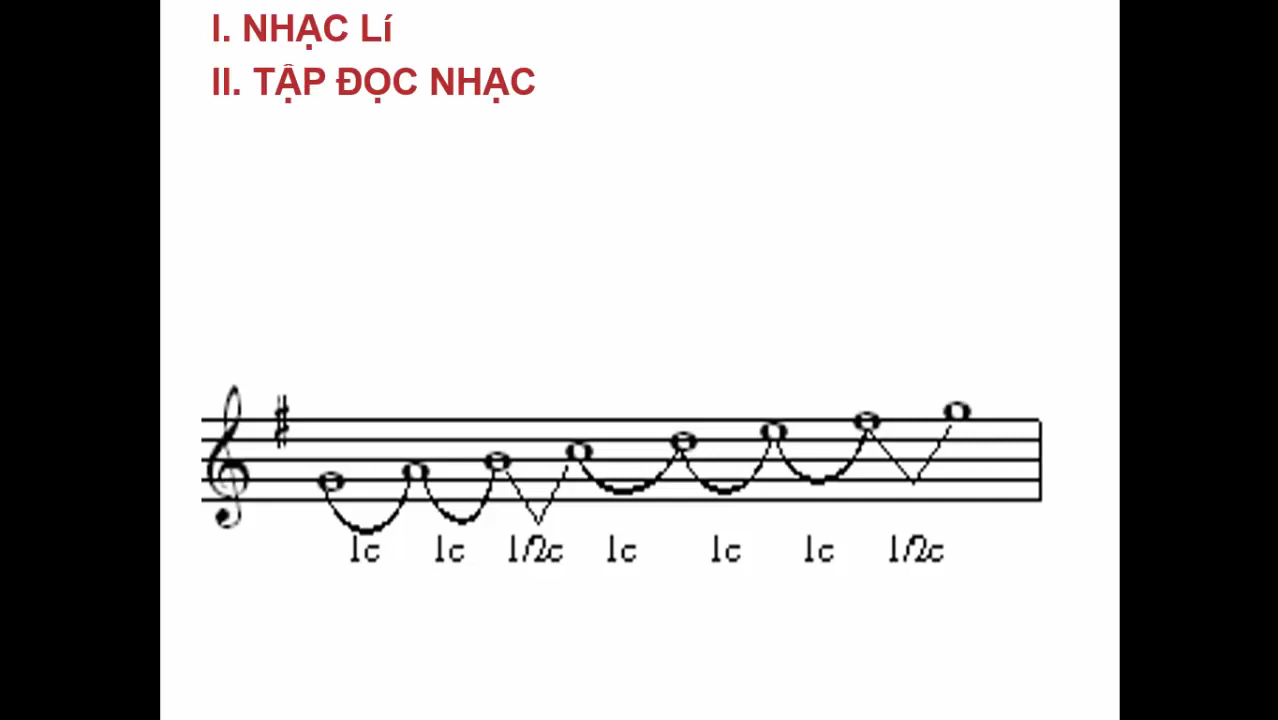 I. NHẠC Lí
II. TẬP ĐỌC NHẠC
1c 1c 1/2c 1c 1c 1c 1/2c